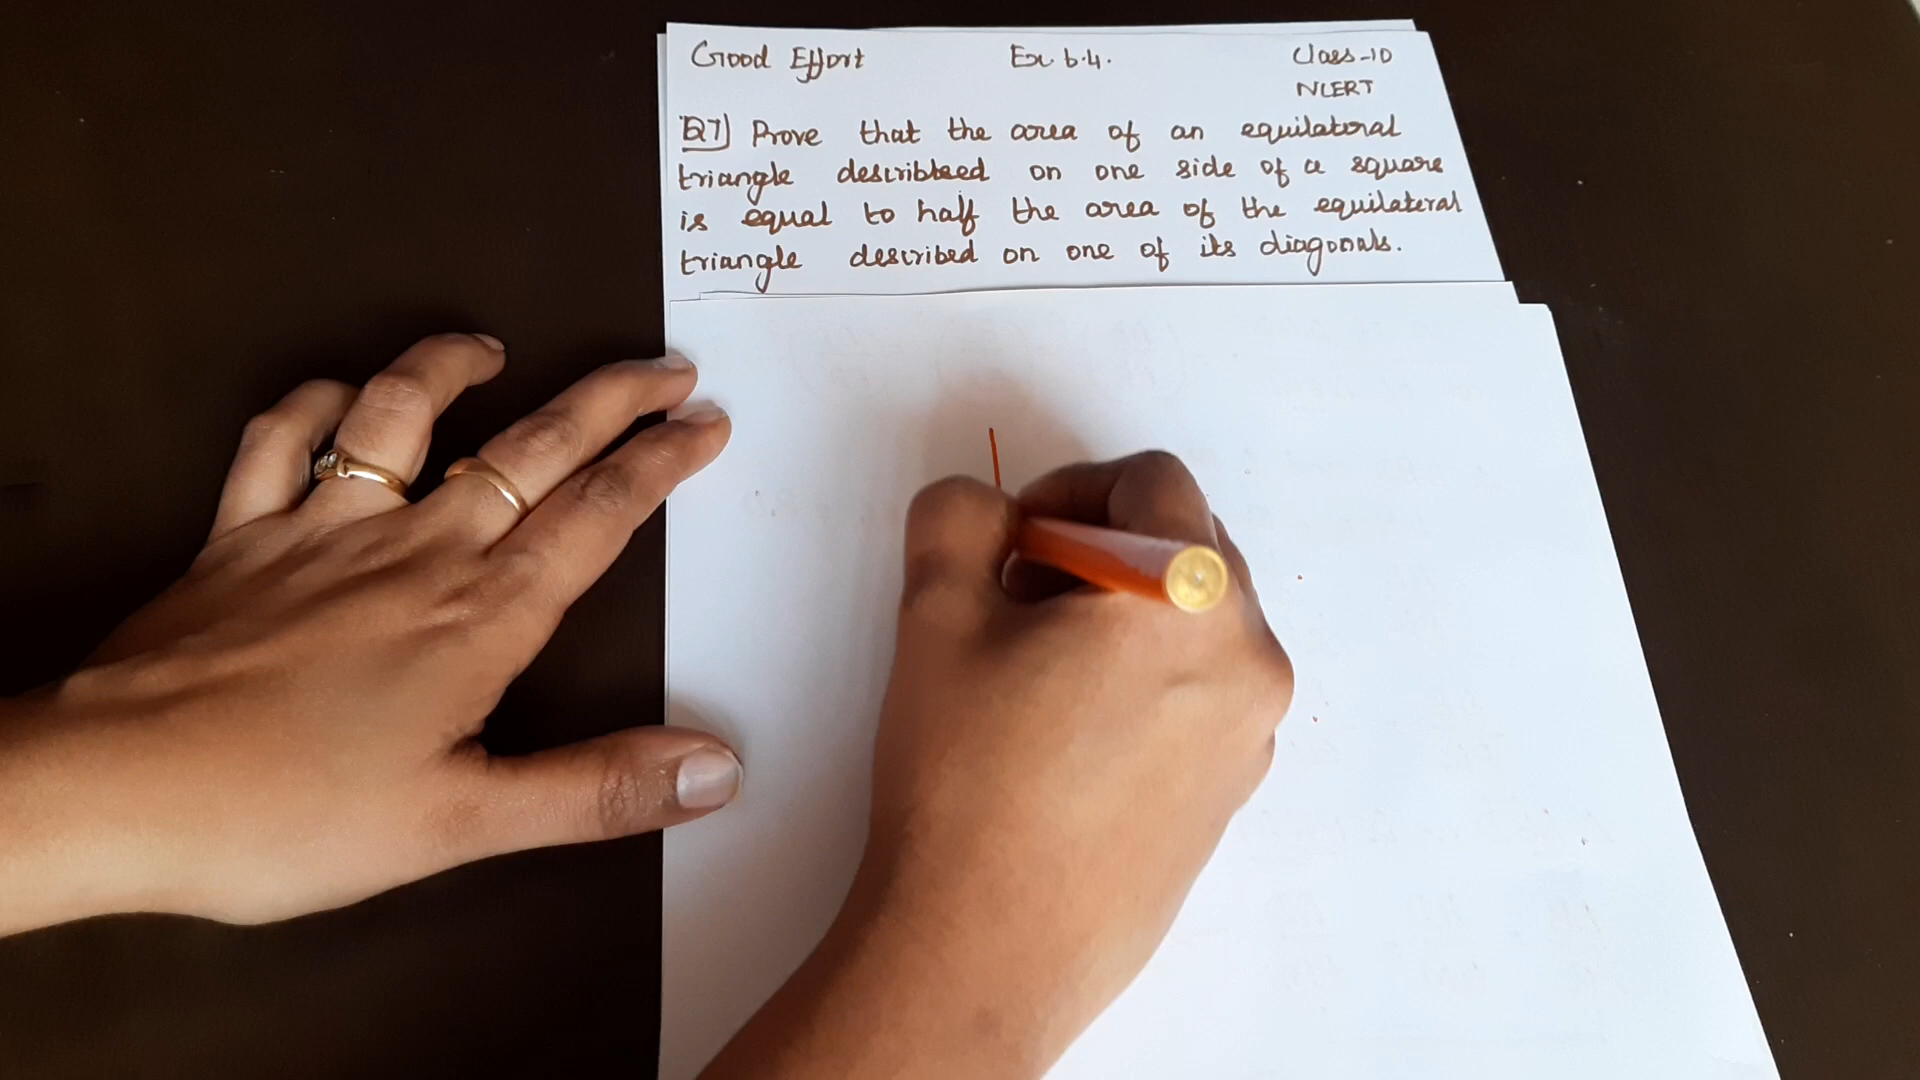 Good Effort Ex 6.4. Class-10
NCERT
Q7) Prove that the area of an equilateral
triangle described on one side of a square
is equal to half the area of the equilateral
triangle described on one of its diagonals.